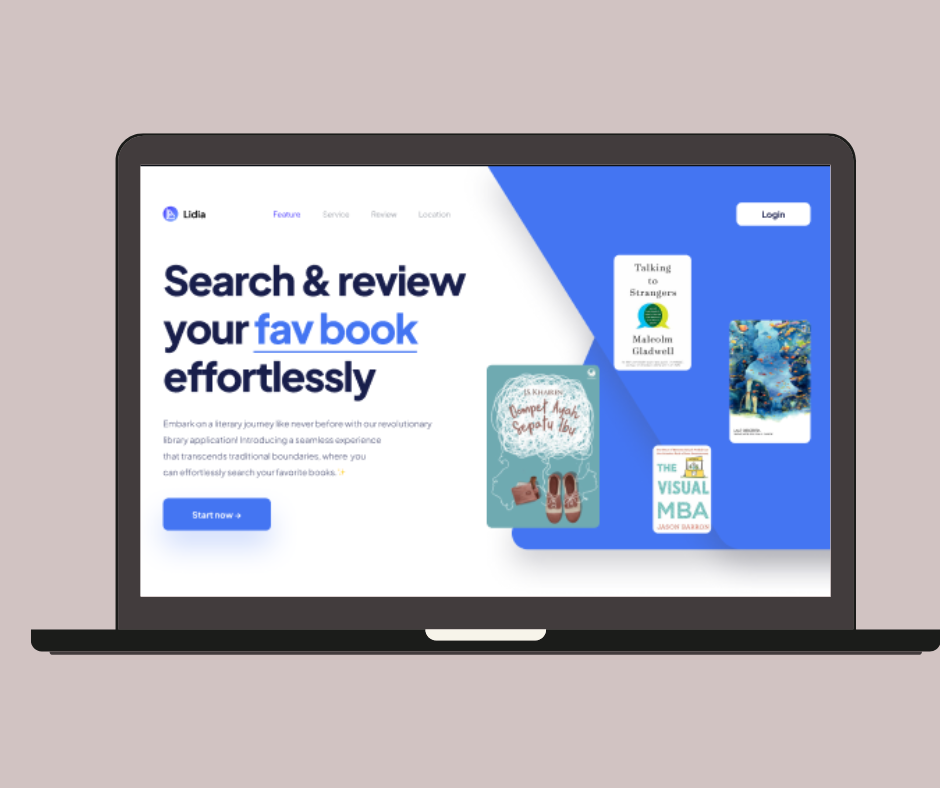 Lidia
Feature Service Review Location
Login
Search & review
your fav book
effortlessly
Embark on a literary journey like never before with our revolutionary
library application! Introducing a seamless experience
that transcends traditional boundaries, where you
can effortlessly search your favorite books. ✨
Start now →
J.S KHAIREN
Dompet Ayah
Sepatu Ibu
Talking
to
Strangers
Malcolm
Gladwell
THE
VISUAL
MBA
JASON BARRON